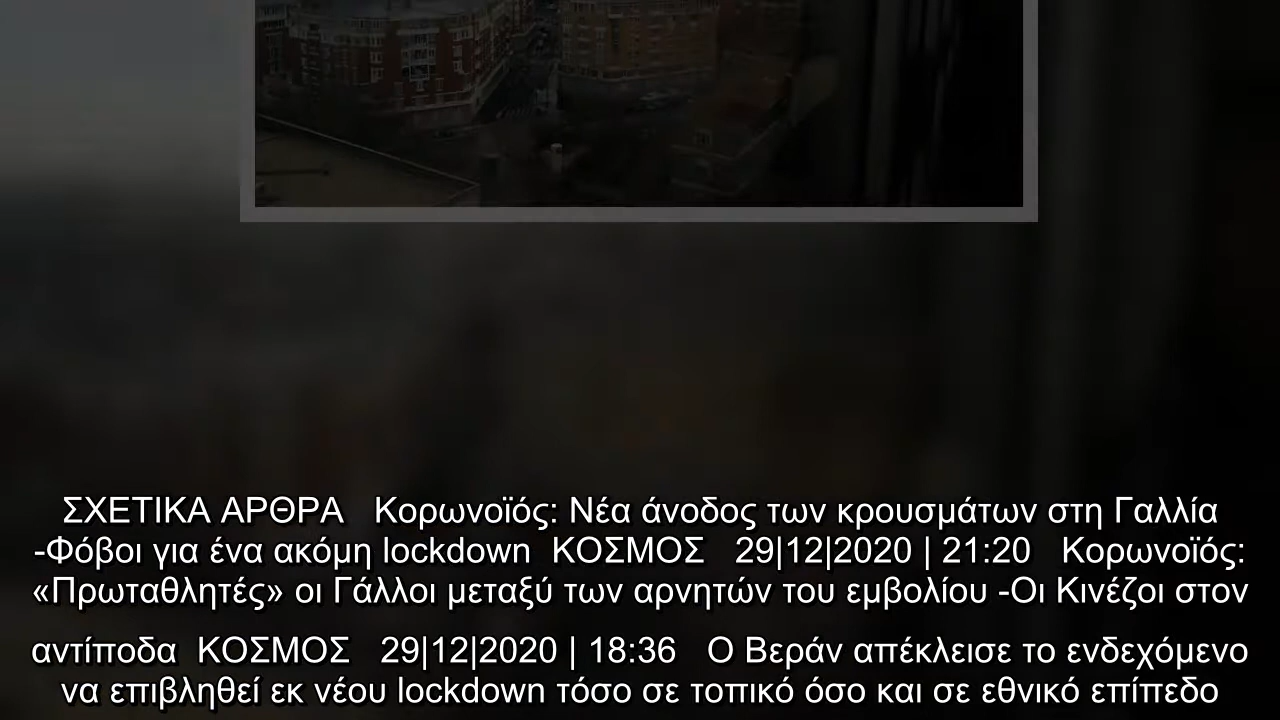 ΣΧΕΤΙΚΑ ΑΡΘΡΑ   Κορωνοϊός: Νέα άνοδος των κρουσμάτων στη Γαλλία
-Φόβοι για ένα ακόμη lockdown  ΚΟΣΜΟΣ   29|12|2020 | 21:20   Κορωνοϊός:
«Πρωταθλητές» οι Γάλλοι μεταξύ των αρνητών του εμβολίου -Οι Κινέζοι στον
αντίποδα  ΚΟΣΜΟΣ   29|12|2020 | 18:36   Ο Βεράν απέκλεισε το ενδεχόμενο
να επιβληθεί εκ νέου lockdown τόσο σε τοπικό όσο και σε εθνικό επίπεδο